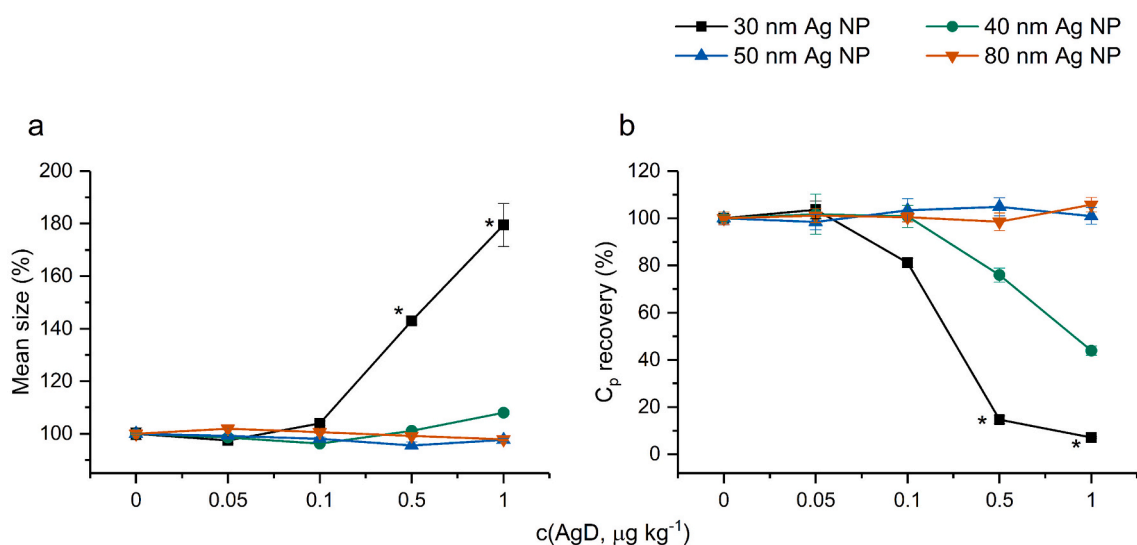 30 nm Ag NP 40 nm Ag NP
50 nm Ag NP 80 nm Ag NP
a b
200
180
160
140
120
100
Mean size (%)
0 0.05 0.1 0.5 1
*
*
120
100
80
60
40
20
0
Cₚ recovery (%)
0 0.05 0.1 0.5 1
*
*
c(AgD, μg kg⁻¹)